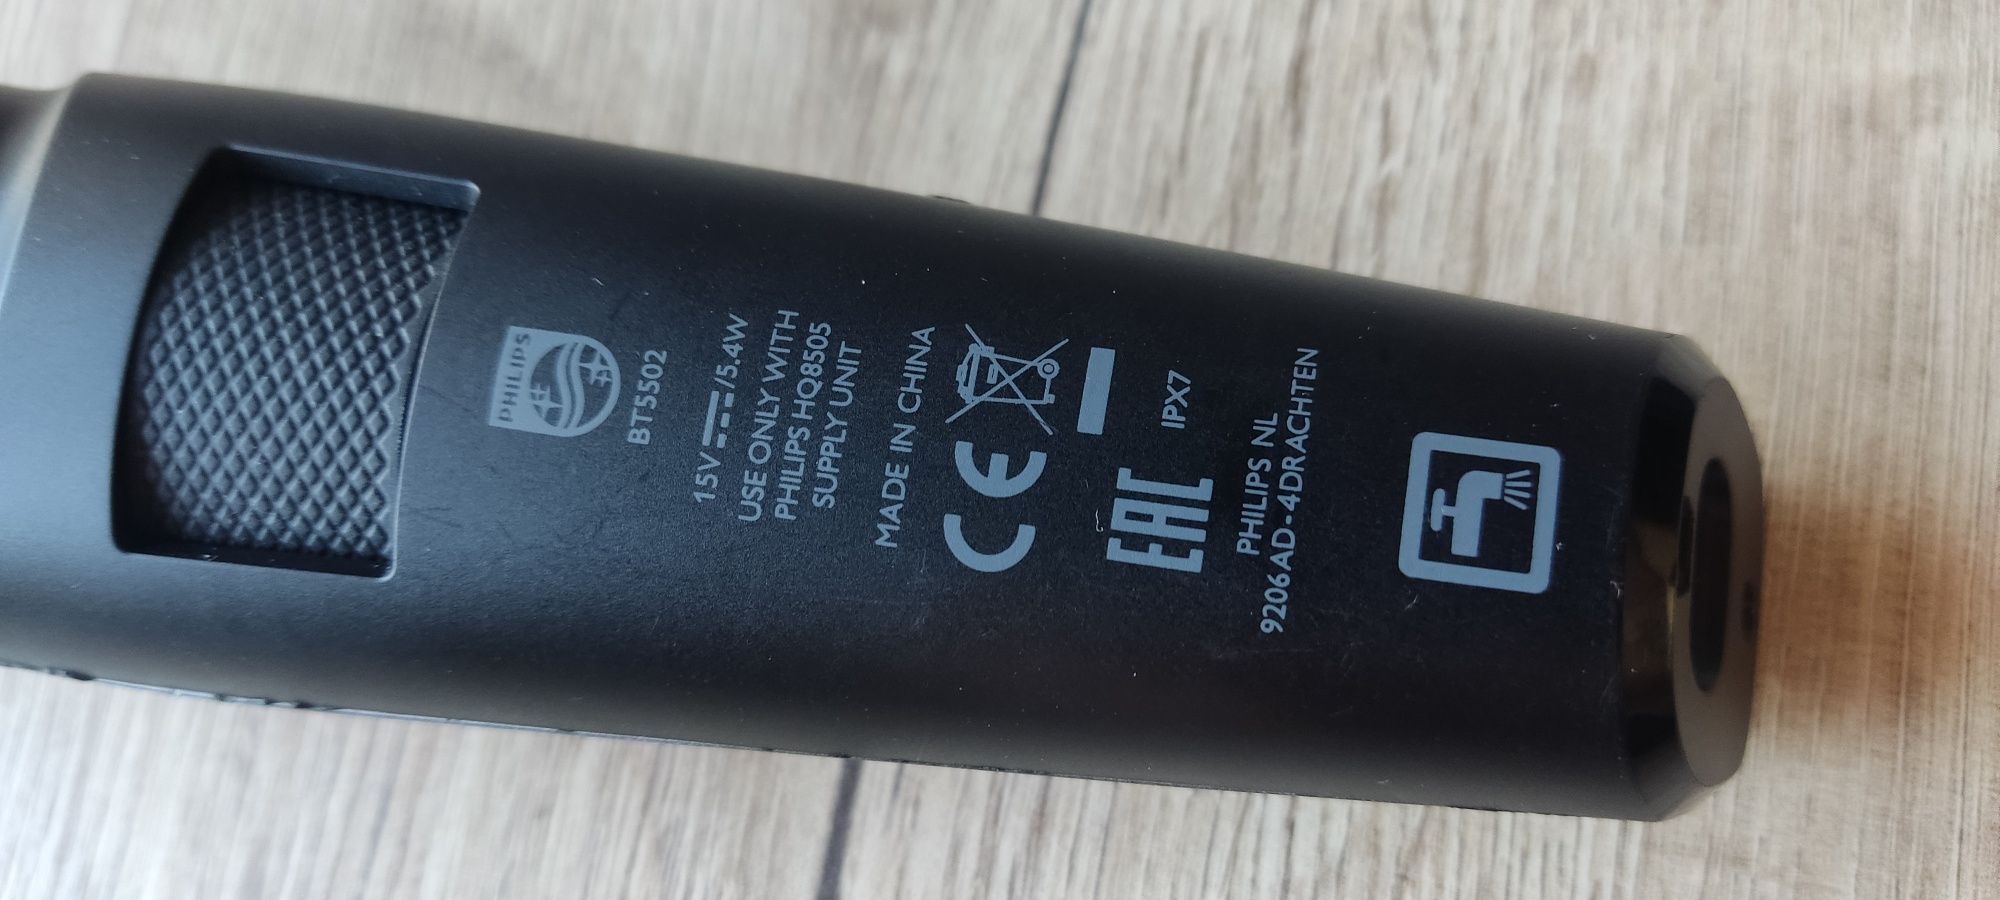 PHILIPS
BT5502
15V ⎓ /5.4W
USE ONLY WITH
PHILIPS HQ8505
SUPPLY UNIT
MADE IN CHINA
CE
EAC IPX7
PHILIPS NL
9206AD-4DRACHTEN